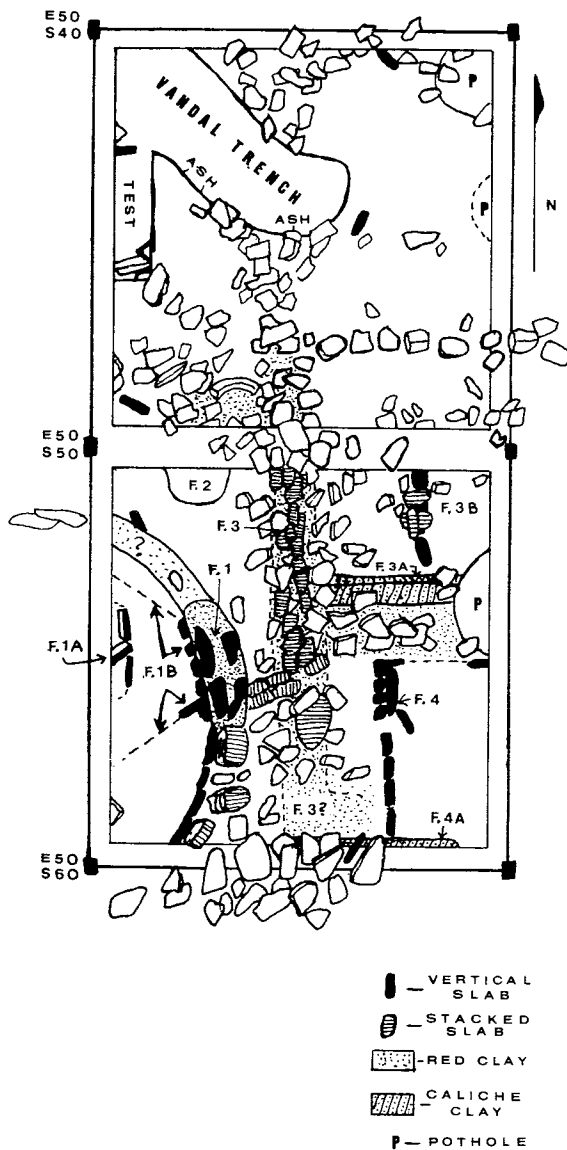 E50
S40
P
VANDAL TRENCH
ASH
ASH
TEST
P
N
E50
S50
F.2
F.3
F.3B
F.3A
?
F.1
P
F.1A
F.1B
F.4
F.3?
F.4A
E50
S60
VERTICAL
SLAB
STACKED
SLAB
RED CLAY
CALICHE
CLAY
P — POTHOLE